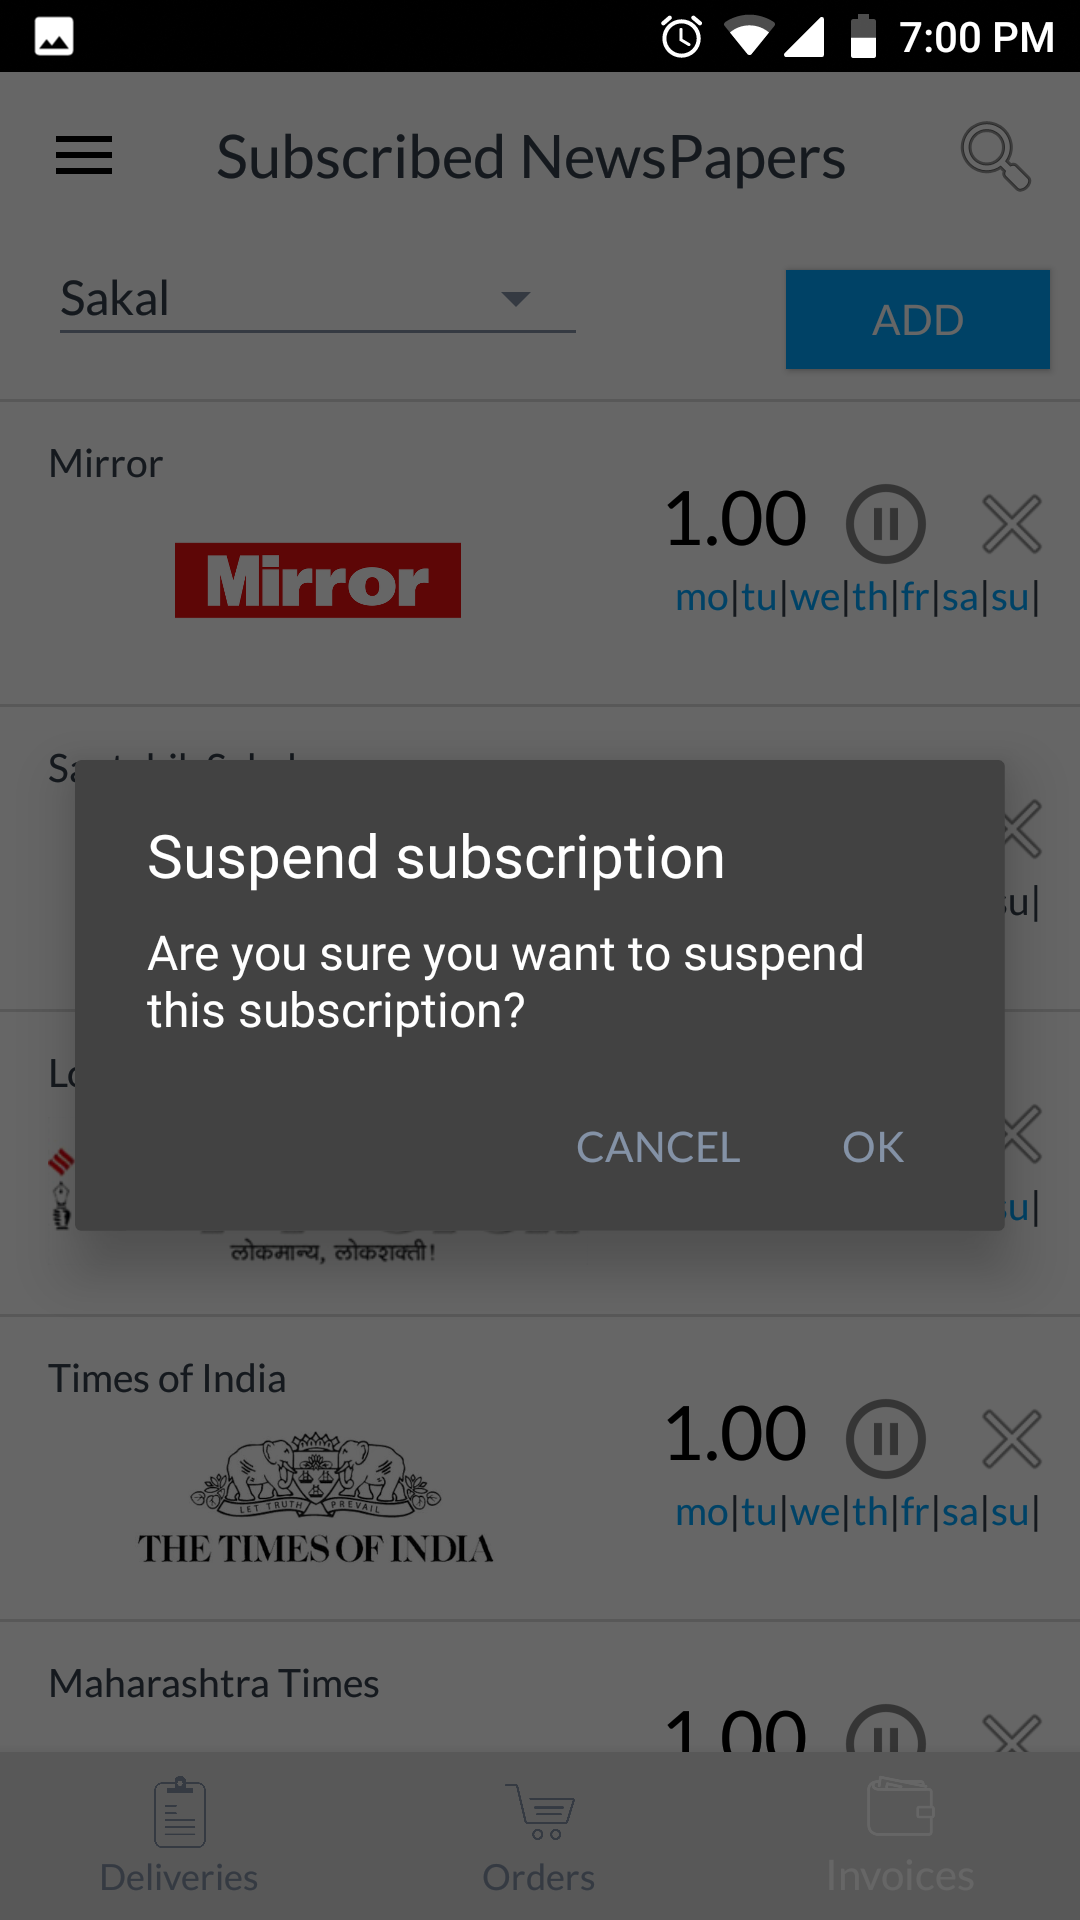 7:00 PM
Subscribed NewsPapers
Sakal
ADD
Mirror
1.00
Mirror
mo|tu|we|th|fr|sa|su|
su|
Suspend subscription
Are you sure you want to suspend
this subscription?
CANCEL OK
लोकमान्य, लोकशक्ती!
Times of India
1.00
LET TRUTH PREVAIL
mo|tu|we|th|fr|sa|su|
THE TIMES OF INDIA
Maharashtra Times
1.00
Deliveries Orders Invoices